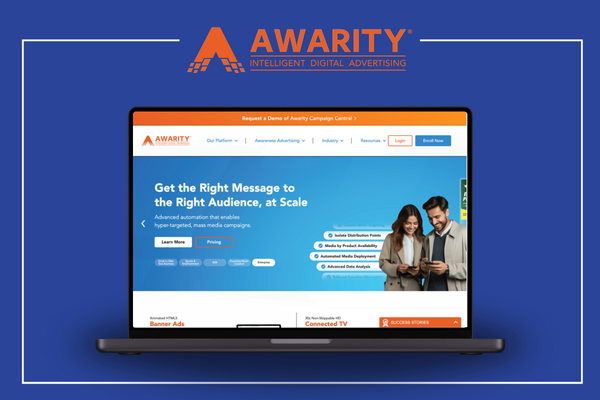 AWARITY®
INTELLIGENT DIGITAL ADVERTISING
Request a Demo of Awarity Campaign Central
AWARITY
Our Platform
Awareness Advertising
Industry
Resources
Login
Enroll Now
Get the Right Message to
the Right Audience, at Scale
Advanced automation that enables
hyper-targeted, mass media campaigns.
Learn More
Pricing
Isolate Distribution Points
Media by Product Availability
Automated Media Deployment
Advanced Data Analysis
Animated HTML5
Banner Ads
30s Non-Skippable HD
Connected TV
SUCCESS STORIES